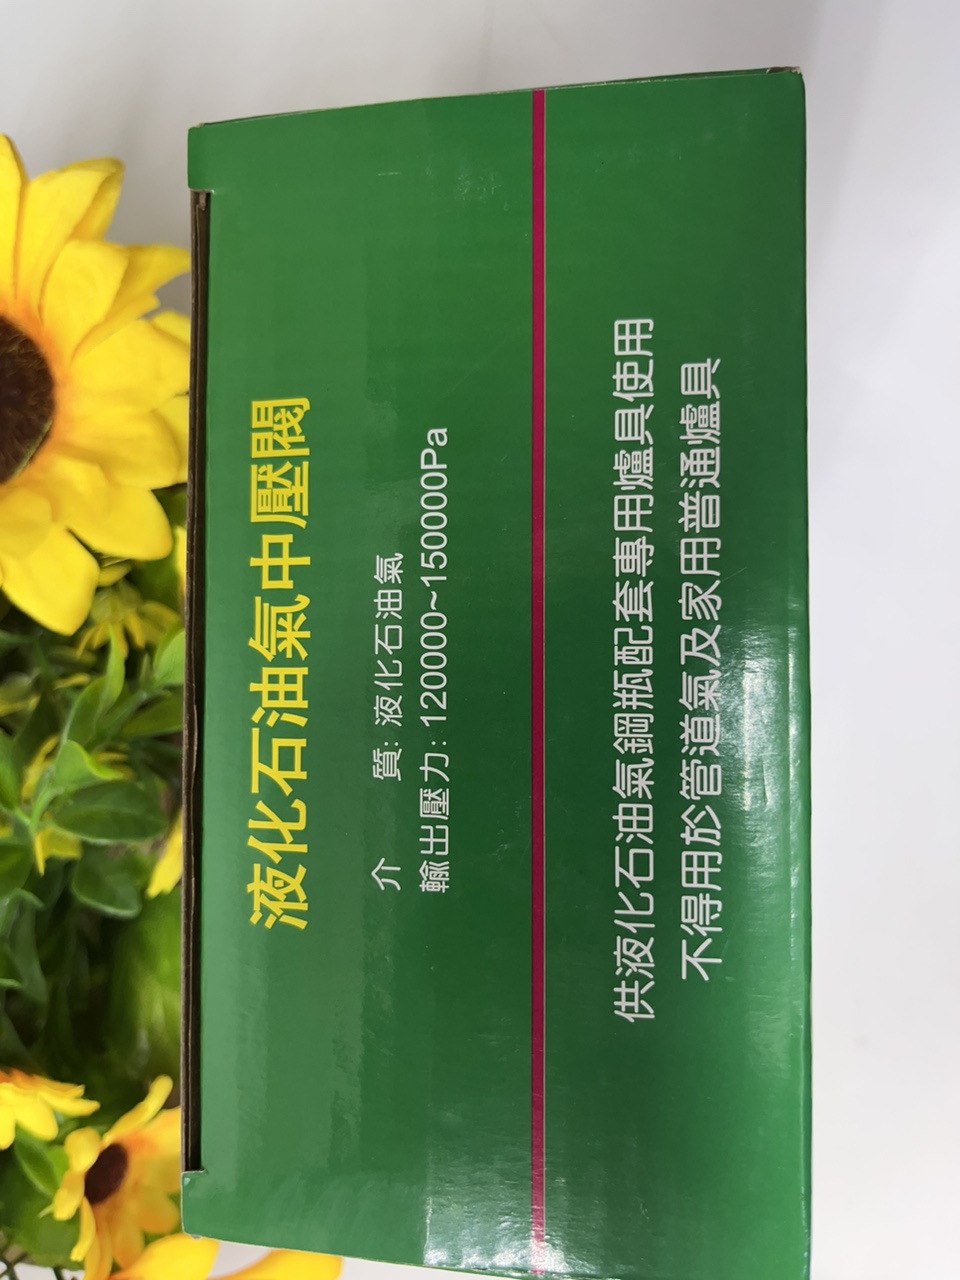 液化石油氣中壓閥
介 質: 液化石油氣
輸出壓力: 120000~150000Pa
供液化石油氣鋼瓶配套專用爐具使用
不得用於管道氣及家用普通爐具